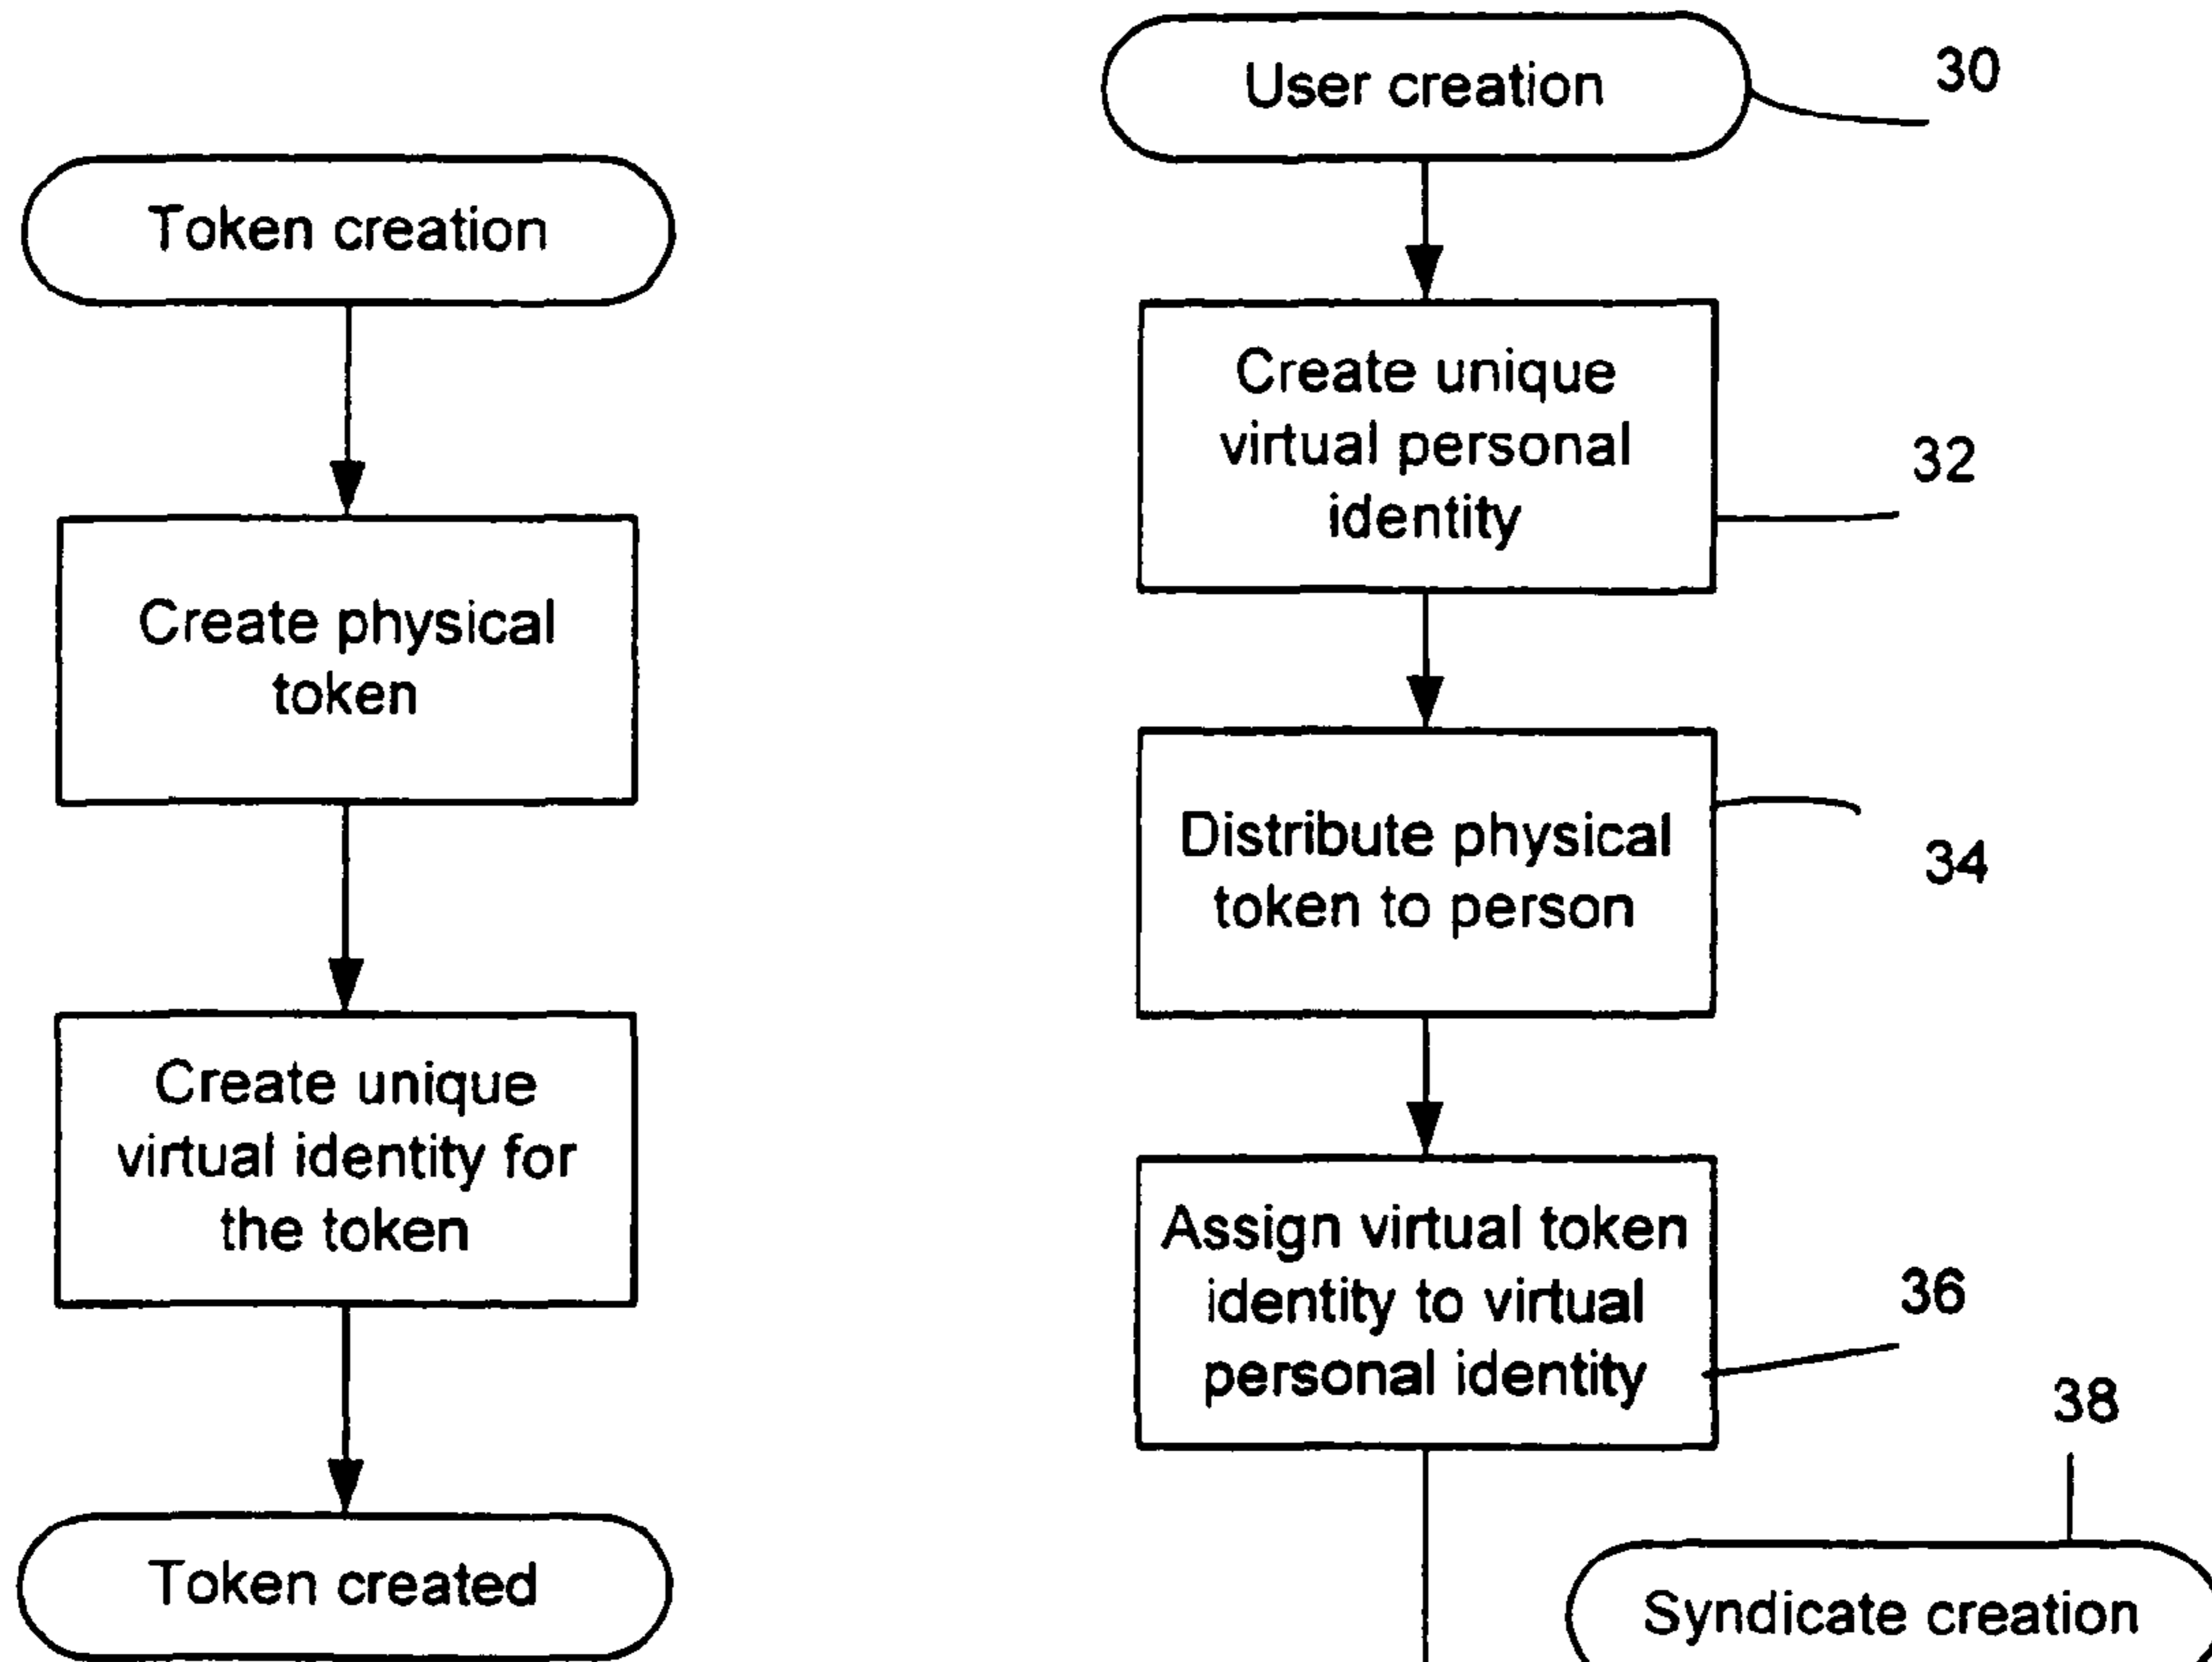 Token creation
Create physical
token
Create unique
virtual identity for
the token
Token created
User creation
30
Create unique
virtual personal
identity
32
Distribute physical
token to person
34
Assign virtual token
identity to virtual
personal identity
36
38
Syndicate creation